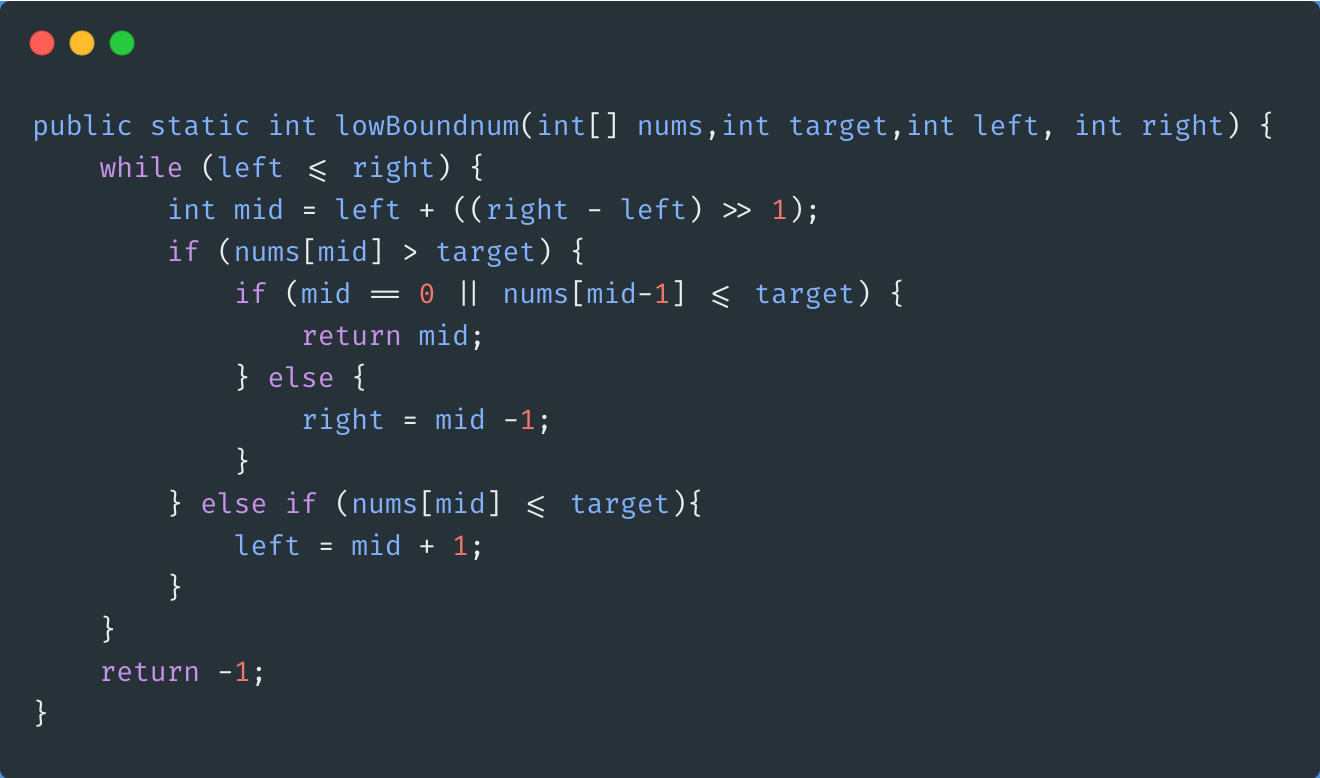 public static int lowBoundnum(int[] nums,int target,int left, int right) {
    while (left <= right) {
        int mid = left + ((right - left) >> 1);
        if (nums[mid] > target) {
            if (mid == 0 || nums[mid-1] <= target) {
                return mid;
            } else {
                right = mid -1;
            }
        } else if (nums[mid] <= target){
            left = mid + 1;
        }
    }
    return -1;
}